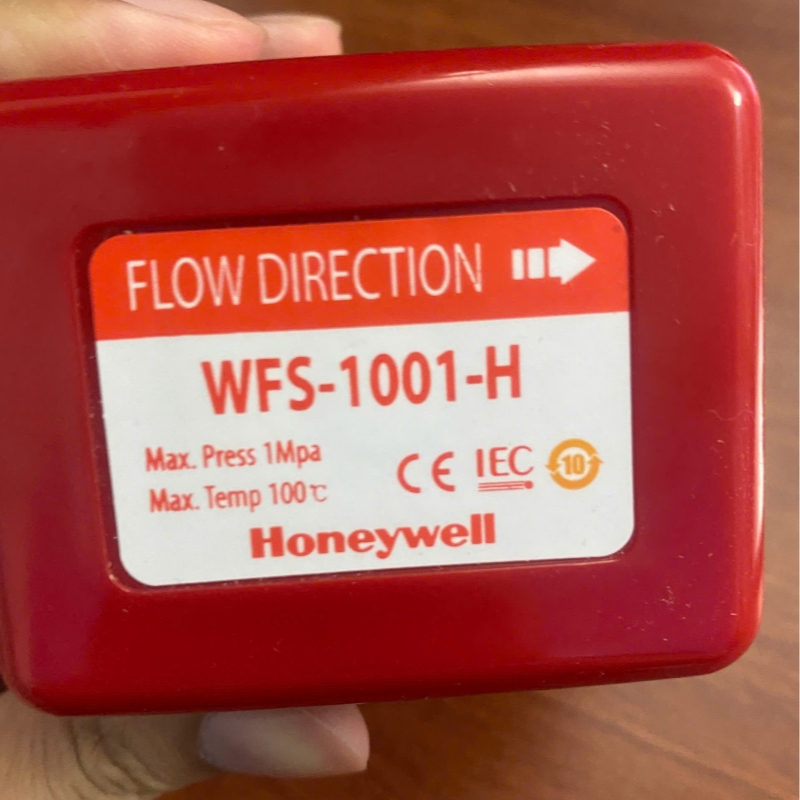 FLOW DIRECTION
WFS-1001-H
Max. Press 1Mpa
Max. Temp 100℃
CE IEC 10
Honeywell